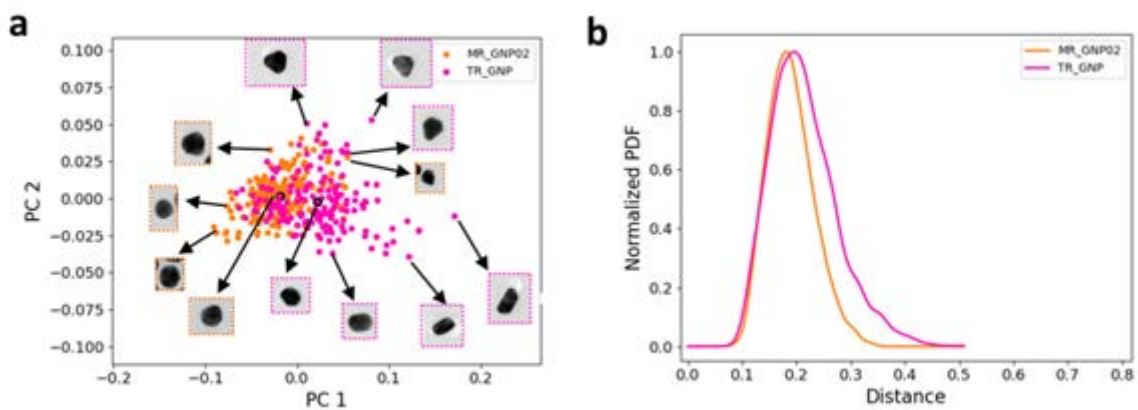 a
0.100
0.075
0.050
0.025
0.000
−0.025
−0.050
−0.075
−0.100
PC 2
−0.2
−0.1
0.0
0.1
0.2
PC 1
MR_GNP02
TR_GNP
b
1.0
0.8
0.6
0.4
0.2
0.0
Normalized PDF
0.0
0.1
0.2
0.3
0.4
0.5
0.6
0.7
0.8
Distance
MR_GNP02
TR_GNP